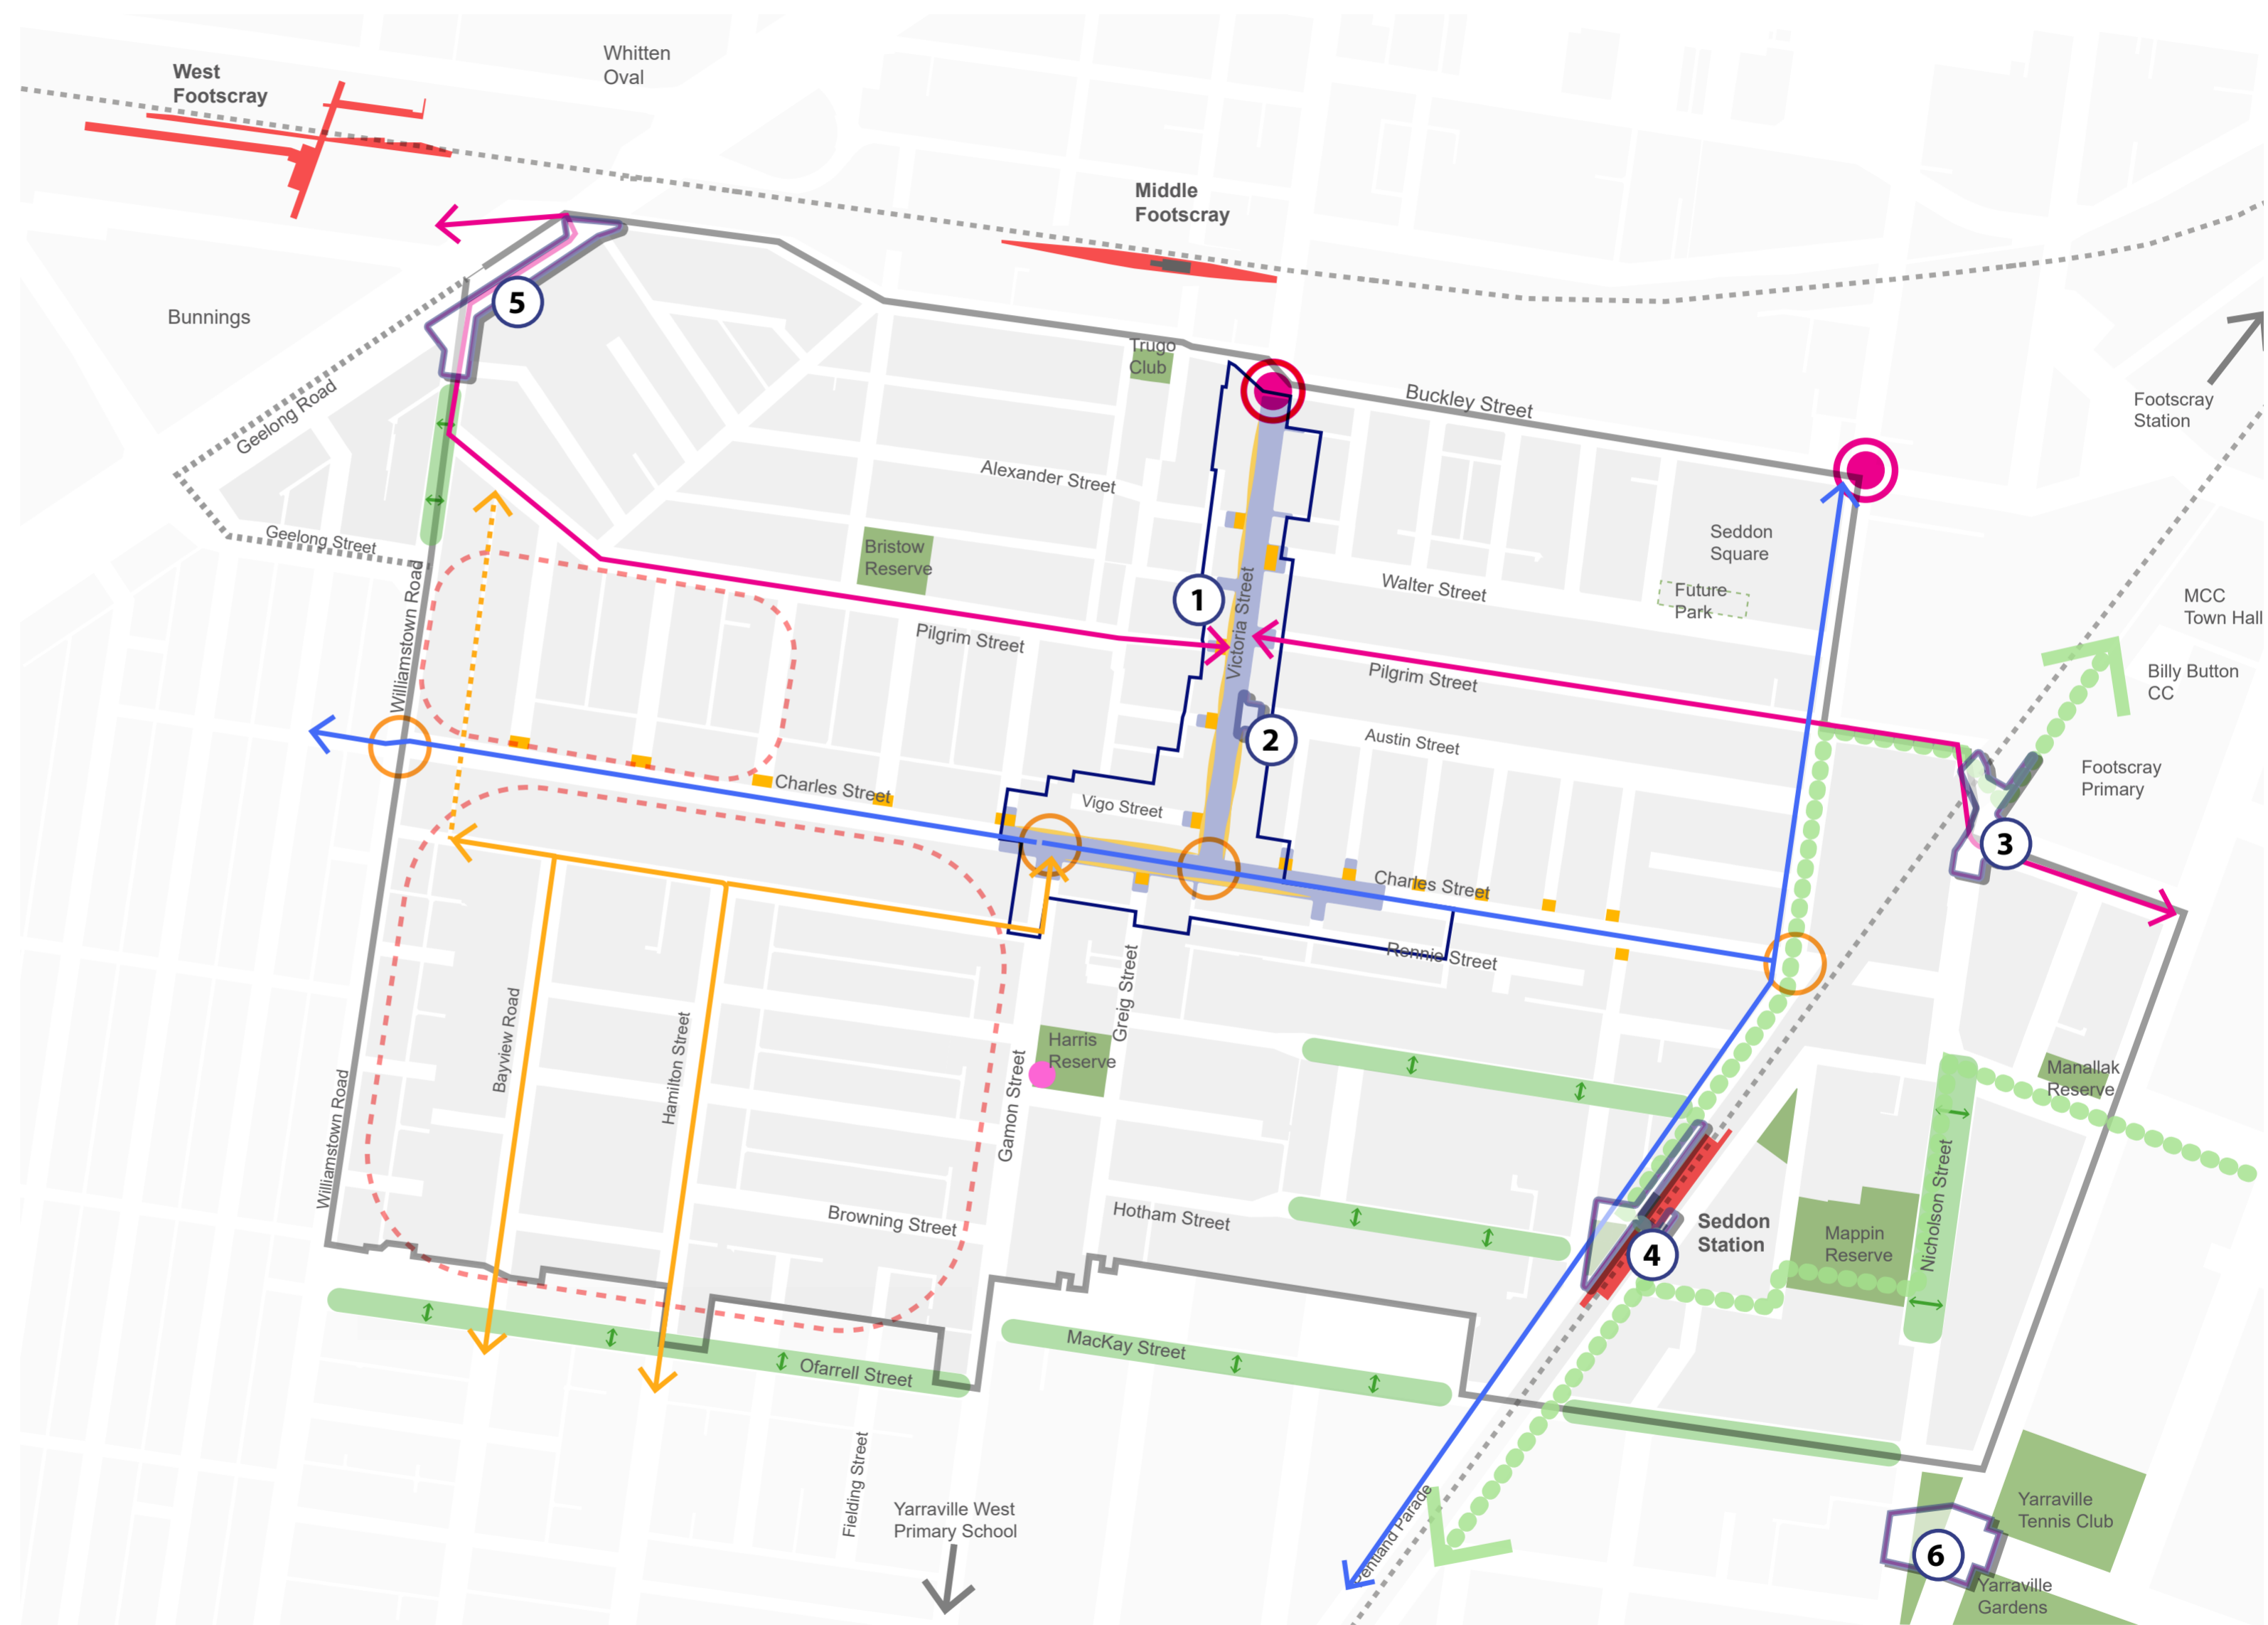 Whitten
Oval
West
Footscray
Middle
Footscray
Bunnings
5
Trugo
Club
Buckley Street
Footscray
Station
Geelong Road
Alexander Street
Geelong Street
Bristow
Reserve
Seddon
Square
Walter Street
Future
Park
1
Victoria Street
MCC
Town Hall
Williamstown Road
Pilgrim Street
Pilgrim Street
Billy Button
CC
2
Austin Street
Footscray
Primary
Charles Street
Vigo Street
3
Charles Street
Rennie Street
Bayview Road
Hamilton Street
Greig Street
Harris
Reserve
Gamon Street
Manallak
Reserve
Williamstown Road
Nicholson Street
Browning Street
Hotham Street
Seddon
Station
4
Mappin
Reserve
MacKay Street
Ofarrell Street
Fielding Street
Yarraville West
Primary School
Pentland Parade
Yarraville
Tennis Club
6
Yarraville
Gardens